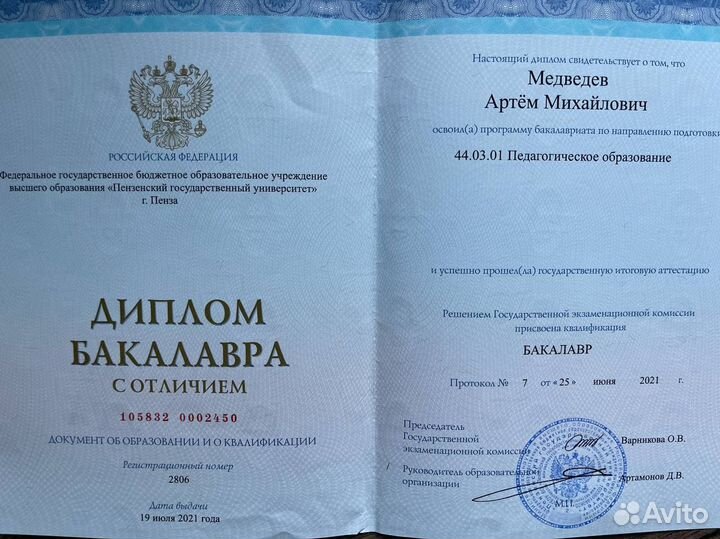 РОССИЙСКАЯ ФЕДЕРАЦИЯ
Федеральное государственное бюджетное образовательное учреждение
высшего образования «Пензенский государственный университет»
г. Пенза
ДИПЛОМ
БАКАЛАВРА
С ОТЛИЧИЕМ
105832 0002450
ДОКУМЕНТ ОБ ОБРАЗОВАНИИ И О КВАЛИФИКАЦИИ
Регистрационный номер
2806
Дата выдачи
19 июля 2021 года
Настоящий диплом свидетельствует о том, что
Медведев
Артём Михайлович
освоил(а) программу бакалавриата по направлению подготовки
44.03.01 Педагогическое образование
и успешно прошел(ла) государственную итоговую аттестацию
Решением Государственной экзаменационной комиссии
присвоена квалификация
БАКАЛАВР
Протокол № 7 от «25» июня 2021 г.
Председатель
Государственной
экзаменационной комиссии
Варникова О.В.
Руководитель образовательной
организации
Артамонов Д.В.
М.П.
Avito